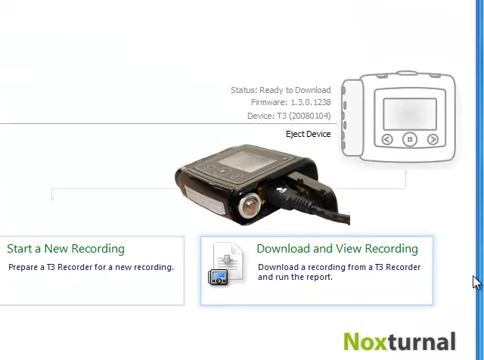 Status: Ready to Download
Firmware: 1.3.0.1238
Device: T3 (20080104)
Eject Device
Start a New Recording
Prepare a T3 Recorder for a new recording.
Download and View Recording
Download a recording from a T3 Recorder
and run the report.
Noxturnal